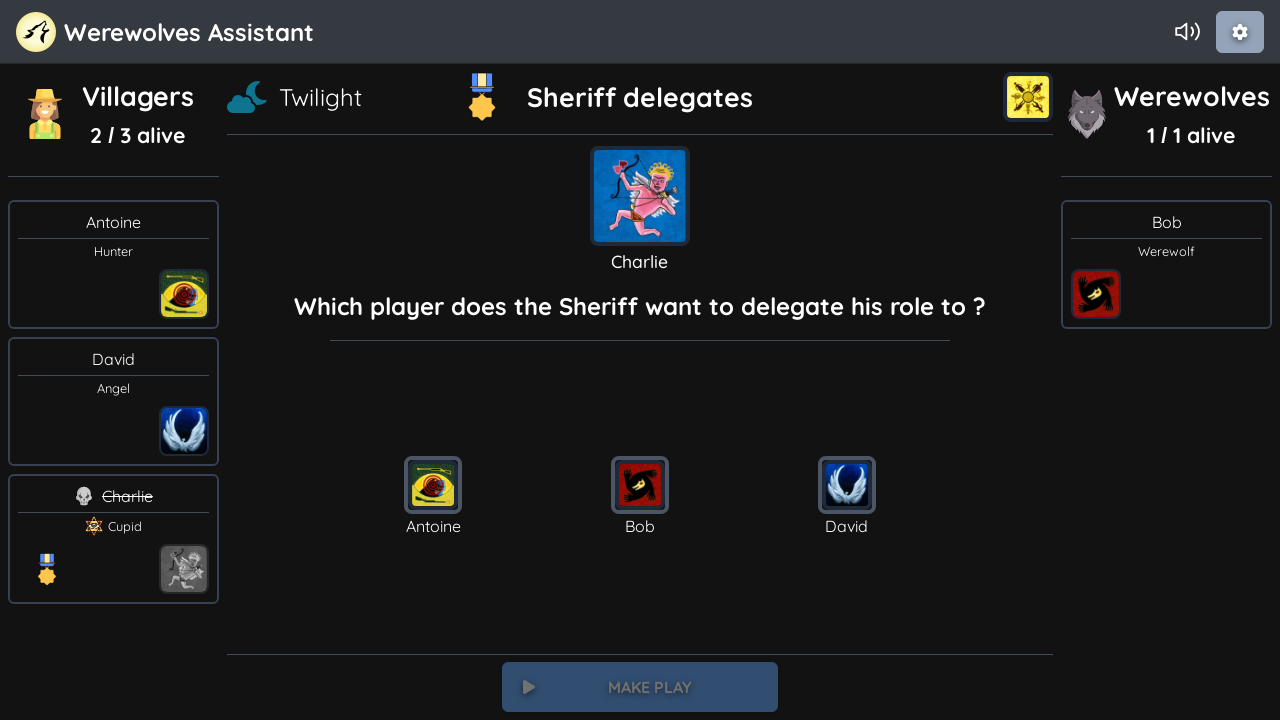 Werewolves Assistant
Villagers
2 / 3 alive
Antoine
Hunter
David
Angel
Charlie
Cupid
Twilight
Sheriff delegates
Charlie
Which player does the Sheriff want to delegate his role to ?
Antoine
Bob
David
MAKE PLAY
Werewolves
1 / 1 alive
Bob
Werewolf